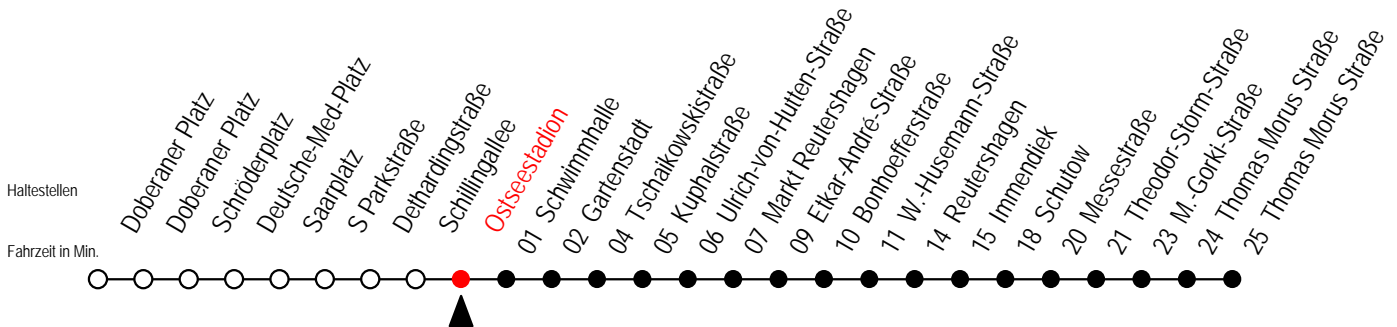 Haltestellen
Fahrzeit in Min.
Doberaner Platz
Doberaner Platz
Schröderplatz
Deutsche-Med-Platz
Saarplatz
S Parkstraße
Dethardingstraße
Schillingallee
Ostseestadion
01 Schwimmhalle
02 Gartenstadt
04 Tschaikowskistraße
05 Kuphalstraße
06 Ulrich-von-Hutten-Straße
07 Markt Reutershagen
09 Etkar-André-Straße
10 Bonhoefferstraße
11 W.-Husemann-Straße
14 Reutershagen
15 Immendiek
18 Schutow
20 Messestraße
21 Theodor-Storm-Straße
23 M.-Gorki-Straße
24 Thomas Morus Straße
25 Thomas Morus Straße